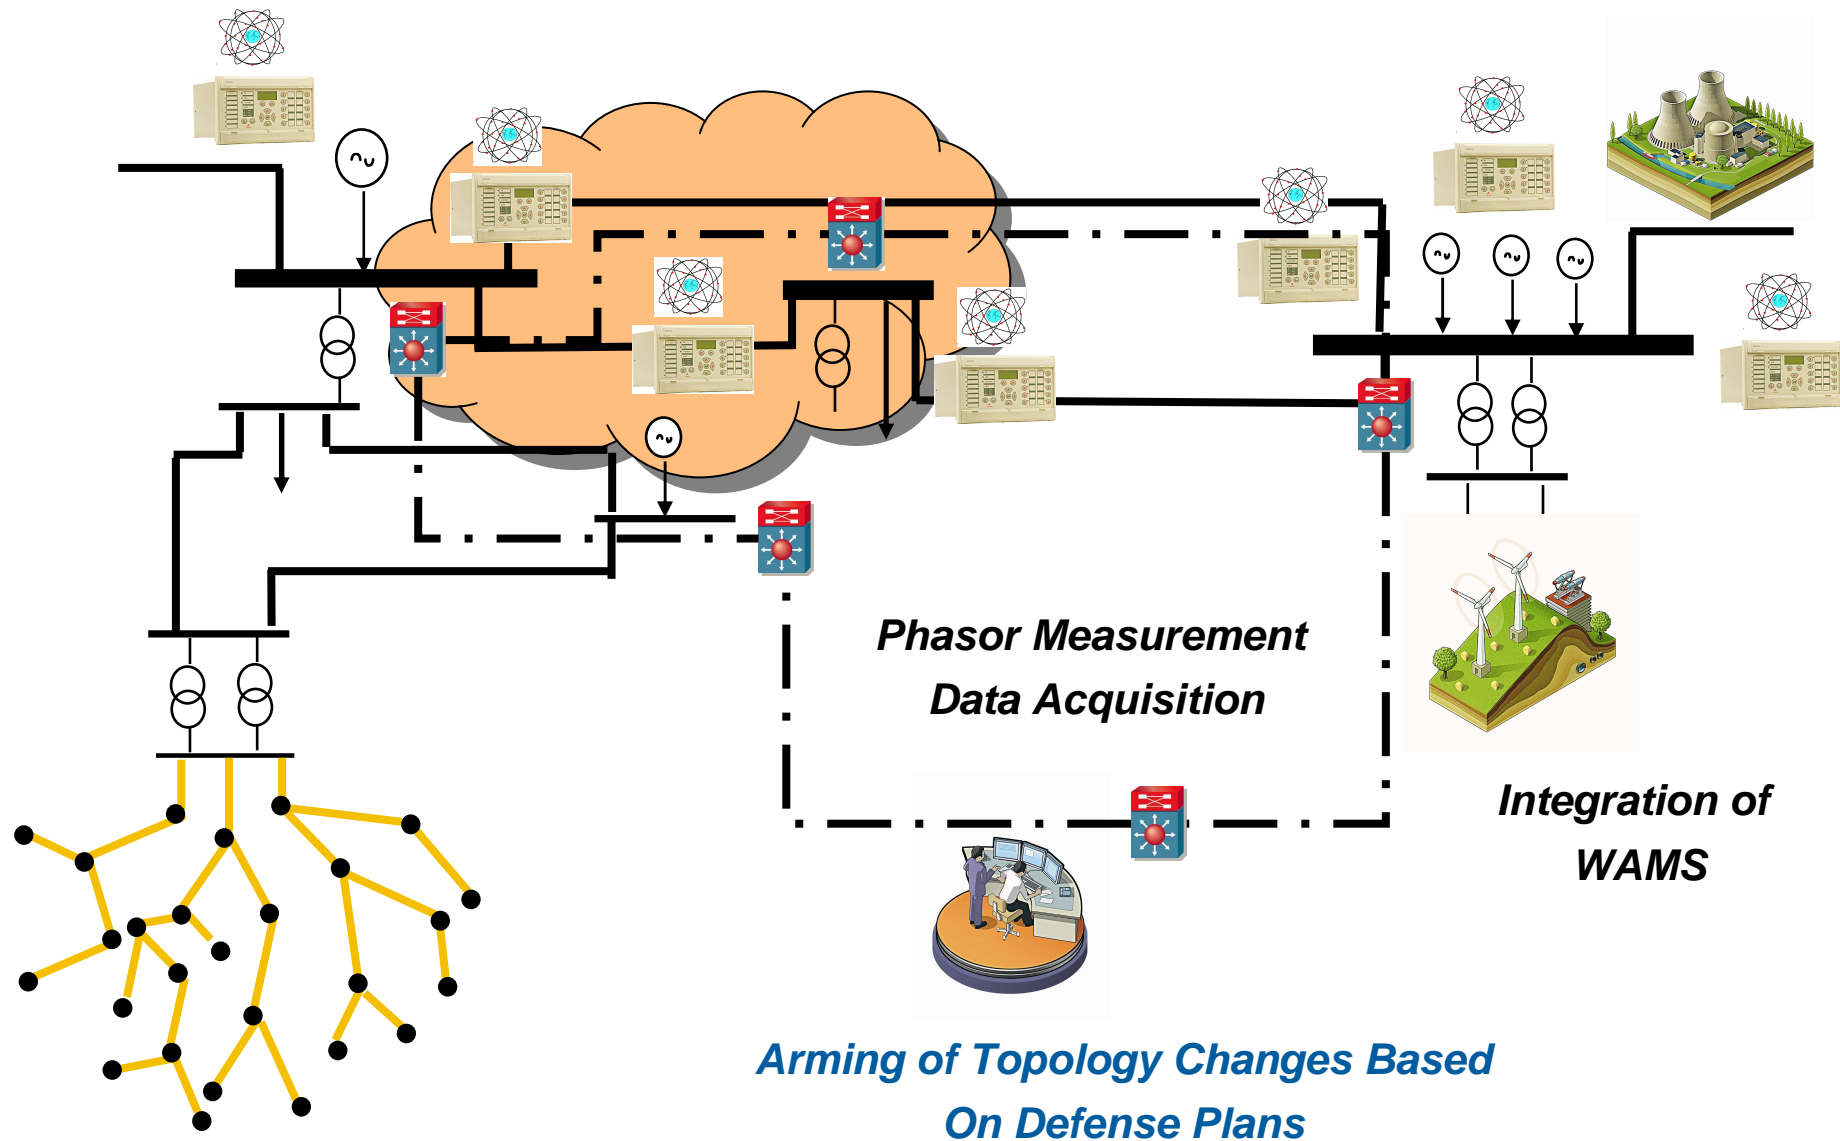 Phasor Measurement
Data Acquisition
Integration of
WAMS
Arming of Topology Changes Based
On Defense Plans